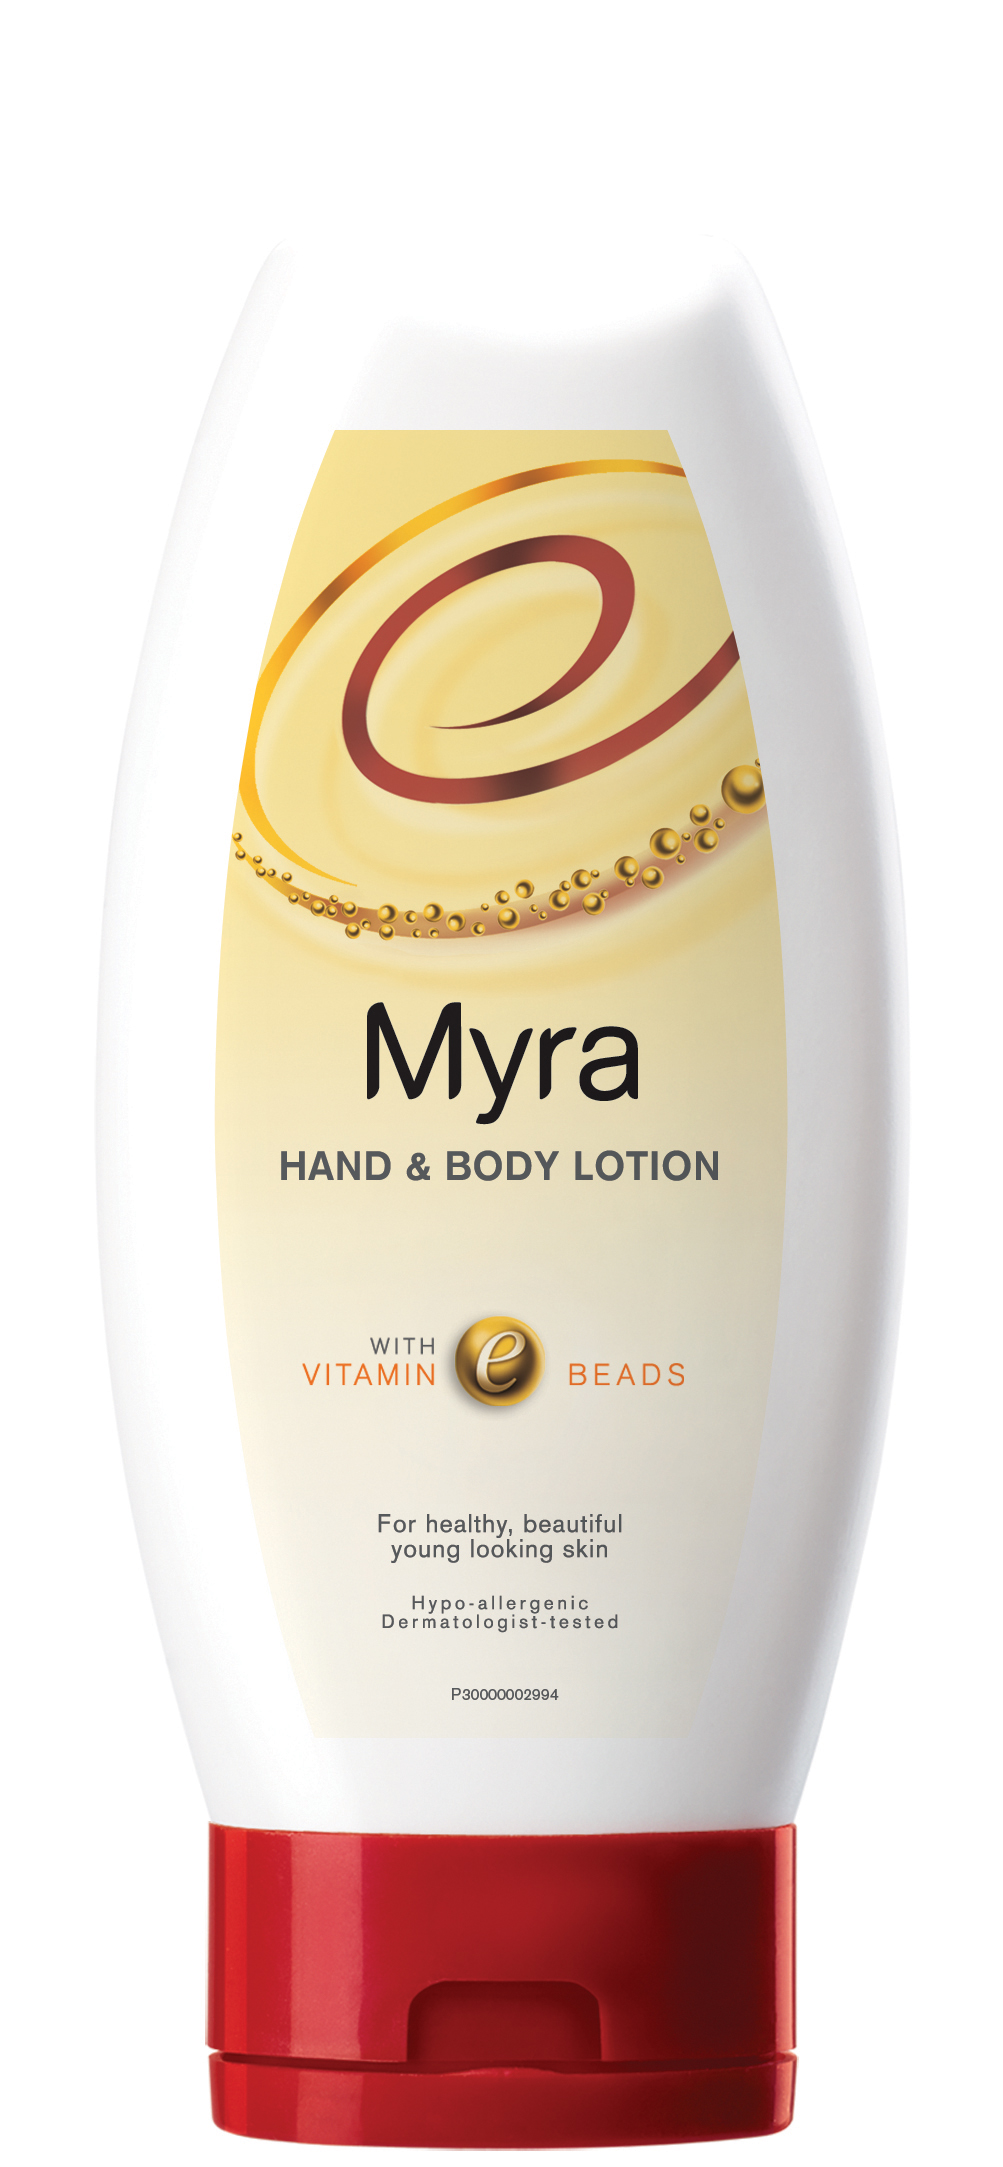 Myra
HAND & BODY LOTION
WITH
VITAMIN e BEADS
For healthy, beautiful
young looking skin
Hypo-allergenic
Dermatologist-tested
P30000002994